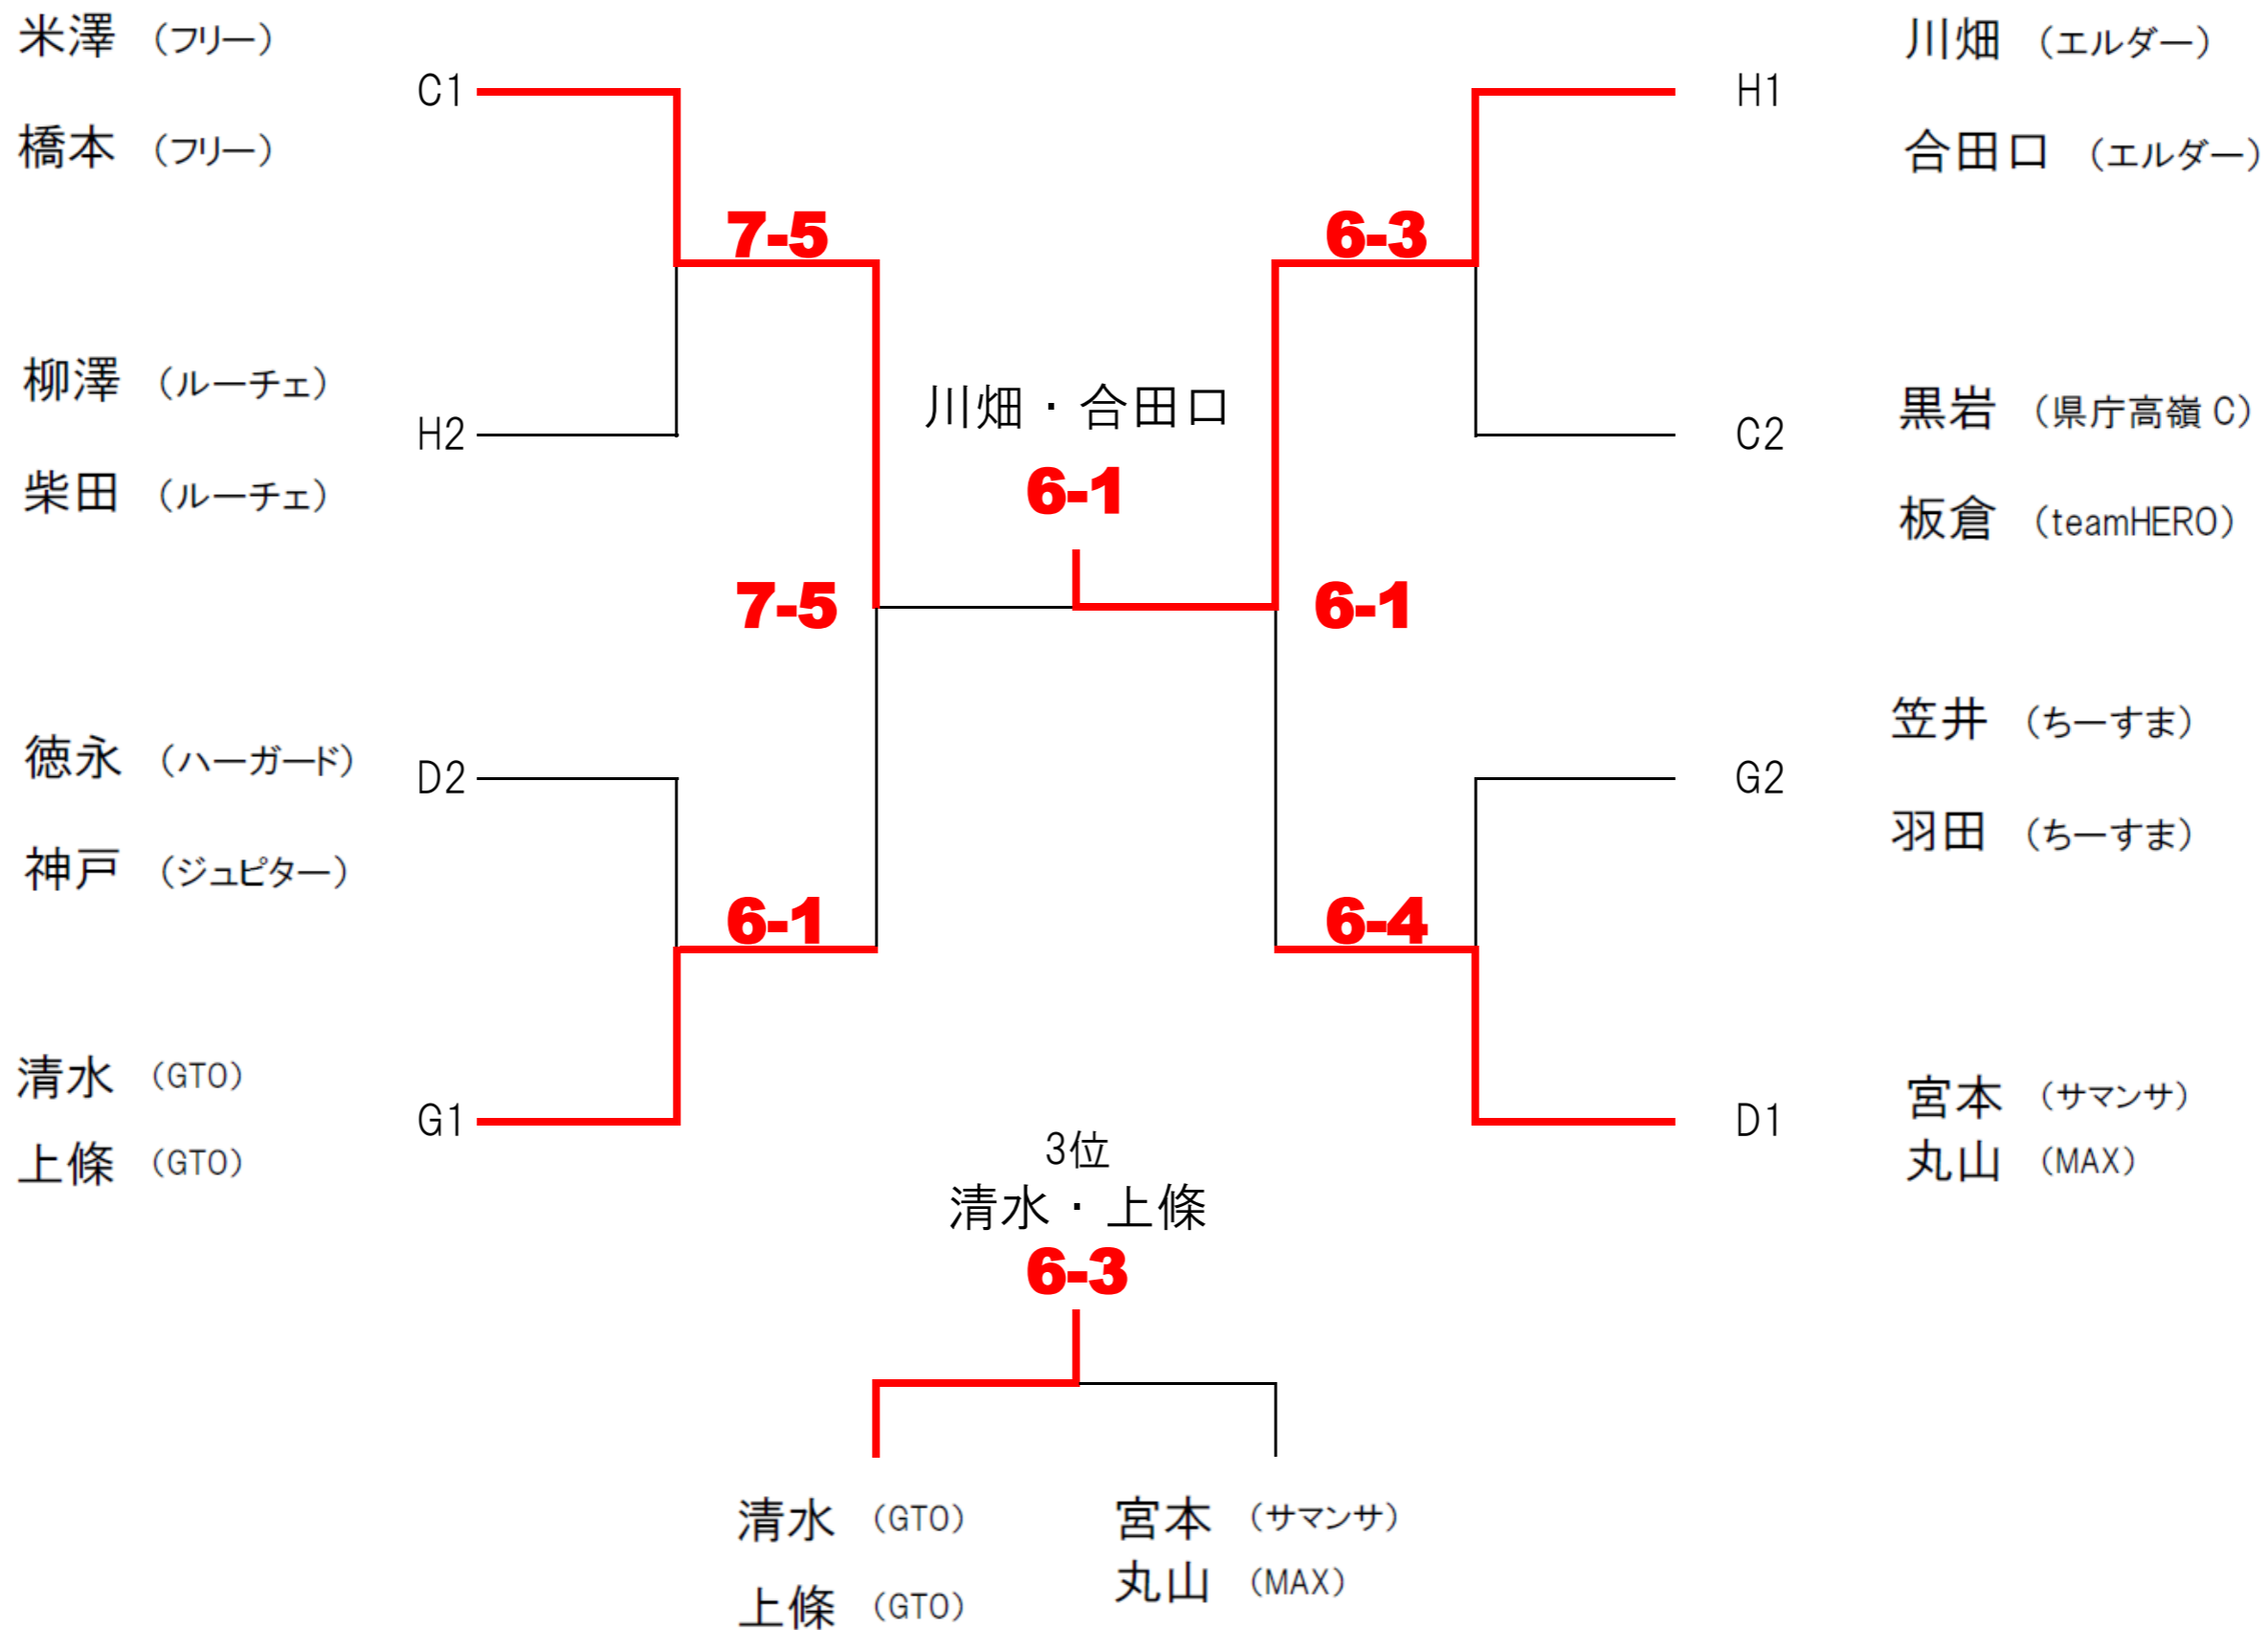 米澤 （フリー）
C1
橋本 （フリー）
7-5
柳澤 （ルーチェ）
H2
柴田 （ルーチェ）
7-5
徳永 （ハーガード）
D2
神戸 （ジュピター）
6-1
清水 （GTO）
G1
上條 （GTO）
川畑・合田口
6-1
川畑 （エルダー）
H1
合田口 （エルダー）
6-3
黒岩 （県庁高嶺C）
C2
板倉 （teamHERO）
6-1
笠井 （ちーすま）
G2
羽田 （ちーすま）
6-4
宮本 （サマンサ）
D1
丸山 （MAX）
3位
清水・上條
6-3
清水 （GTO） 宮本 （サマンサ）
上條 （GTO） 丸山 （MAX）